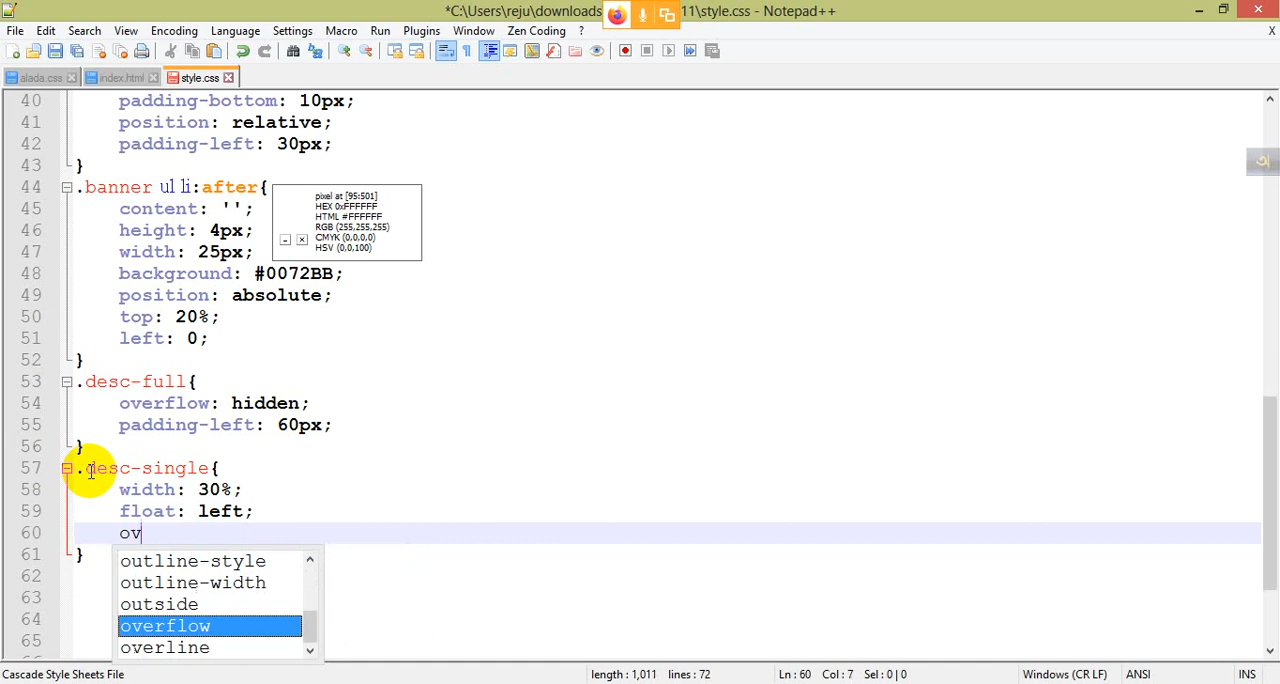 *C:\Users\reju\downloads 11\style.css - Notepad++
File Edit Search View Encoding Language Settings Macro Run Plugins Window Zen Coding ? X
alada.css index.html style.css
40 padding-bottom: 10px;
41 position: relative;
42 padding-left: 30px;
43 }
44 .banner ul li:after{
45 content: '';
46 height: 4px;
47 width: 25px;
48 background: #0072BB;
49 position: absolute;
50 top: 20%;
51 left: 0;
52 }
pixel at [95:501]
HEX 0xFFFFFF
HTML #FFFFFF
RGB (255,255,255)
CMYK (0,0,0,0)
HSV (0,0,100)
53 .desc-full{
54 overflow: hidden;
55 padding-left: 60px;
56 }
57 .desc-single{
58 width: 30%;
59 float: left;
60 ov
61 }
62
63
64
65
outline-style
outline-width
outside
overflow
overline
Cascade Style Sheets File length : 1,011 lines : 72 Ln : 60 Col : 7 Sel : 0 | 0 Windows (CR LF) ANSI INS